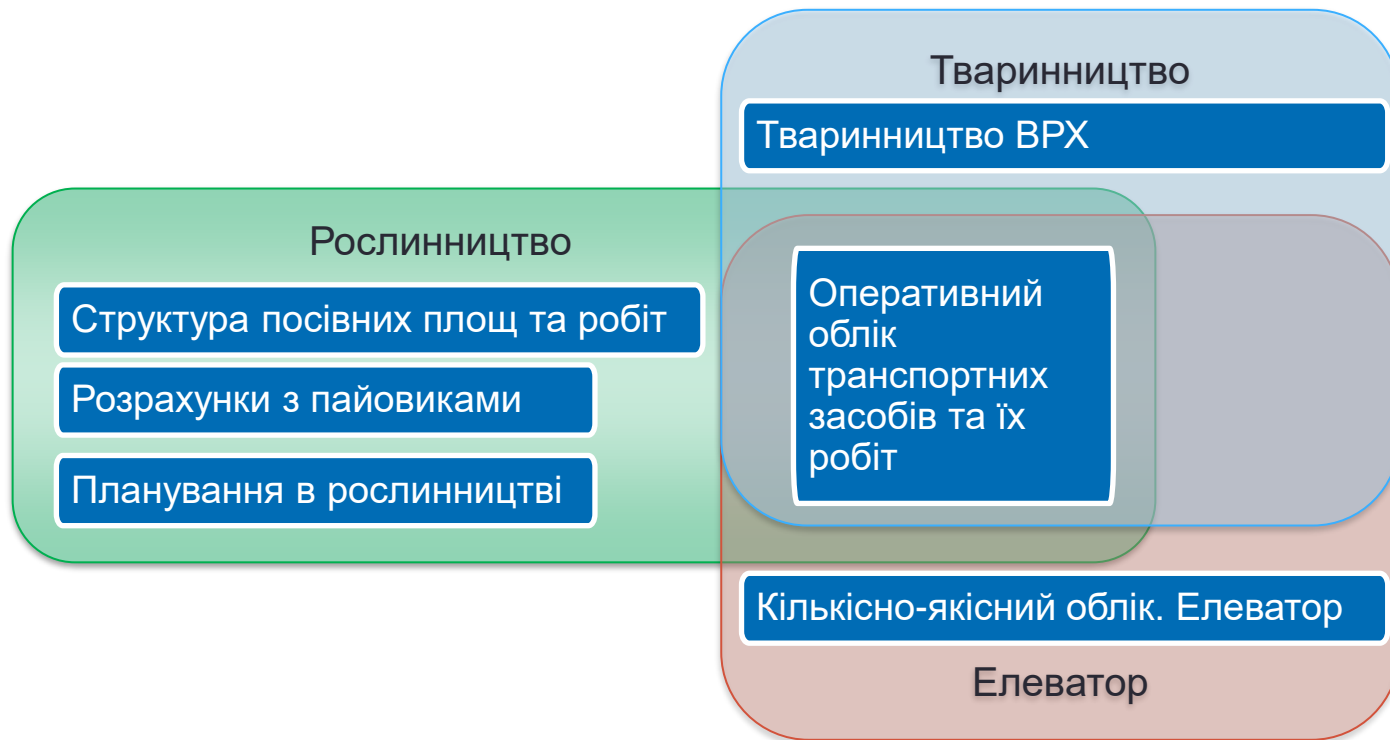 Тваринництво
Тваринництво ВРХ
Рослинництво
Структура посівних площ та робіт
Розрахунки з пайовиками
Планування в рослинництві
Оперативний
облік
транспортних
засобів та їх
робіт
Кількісно-якісний облік. Елеватор
Елеватор